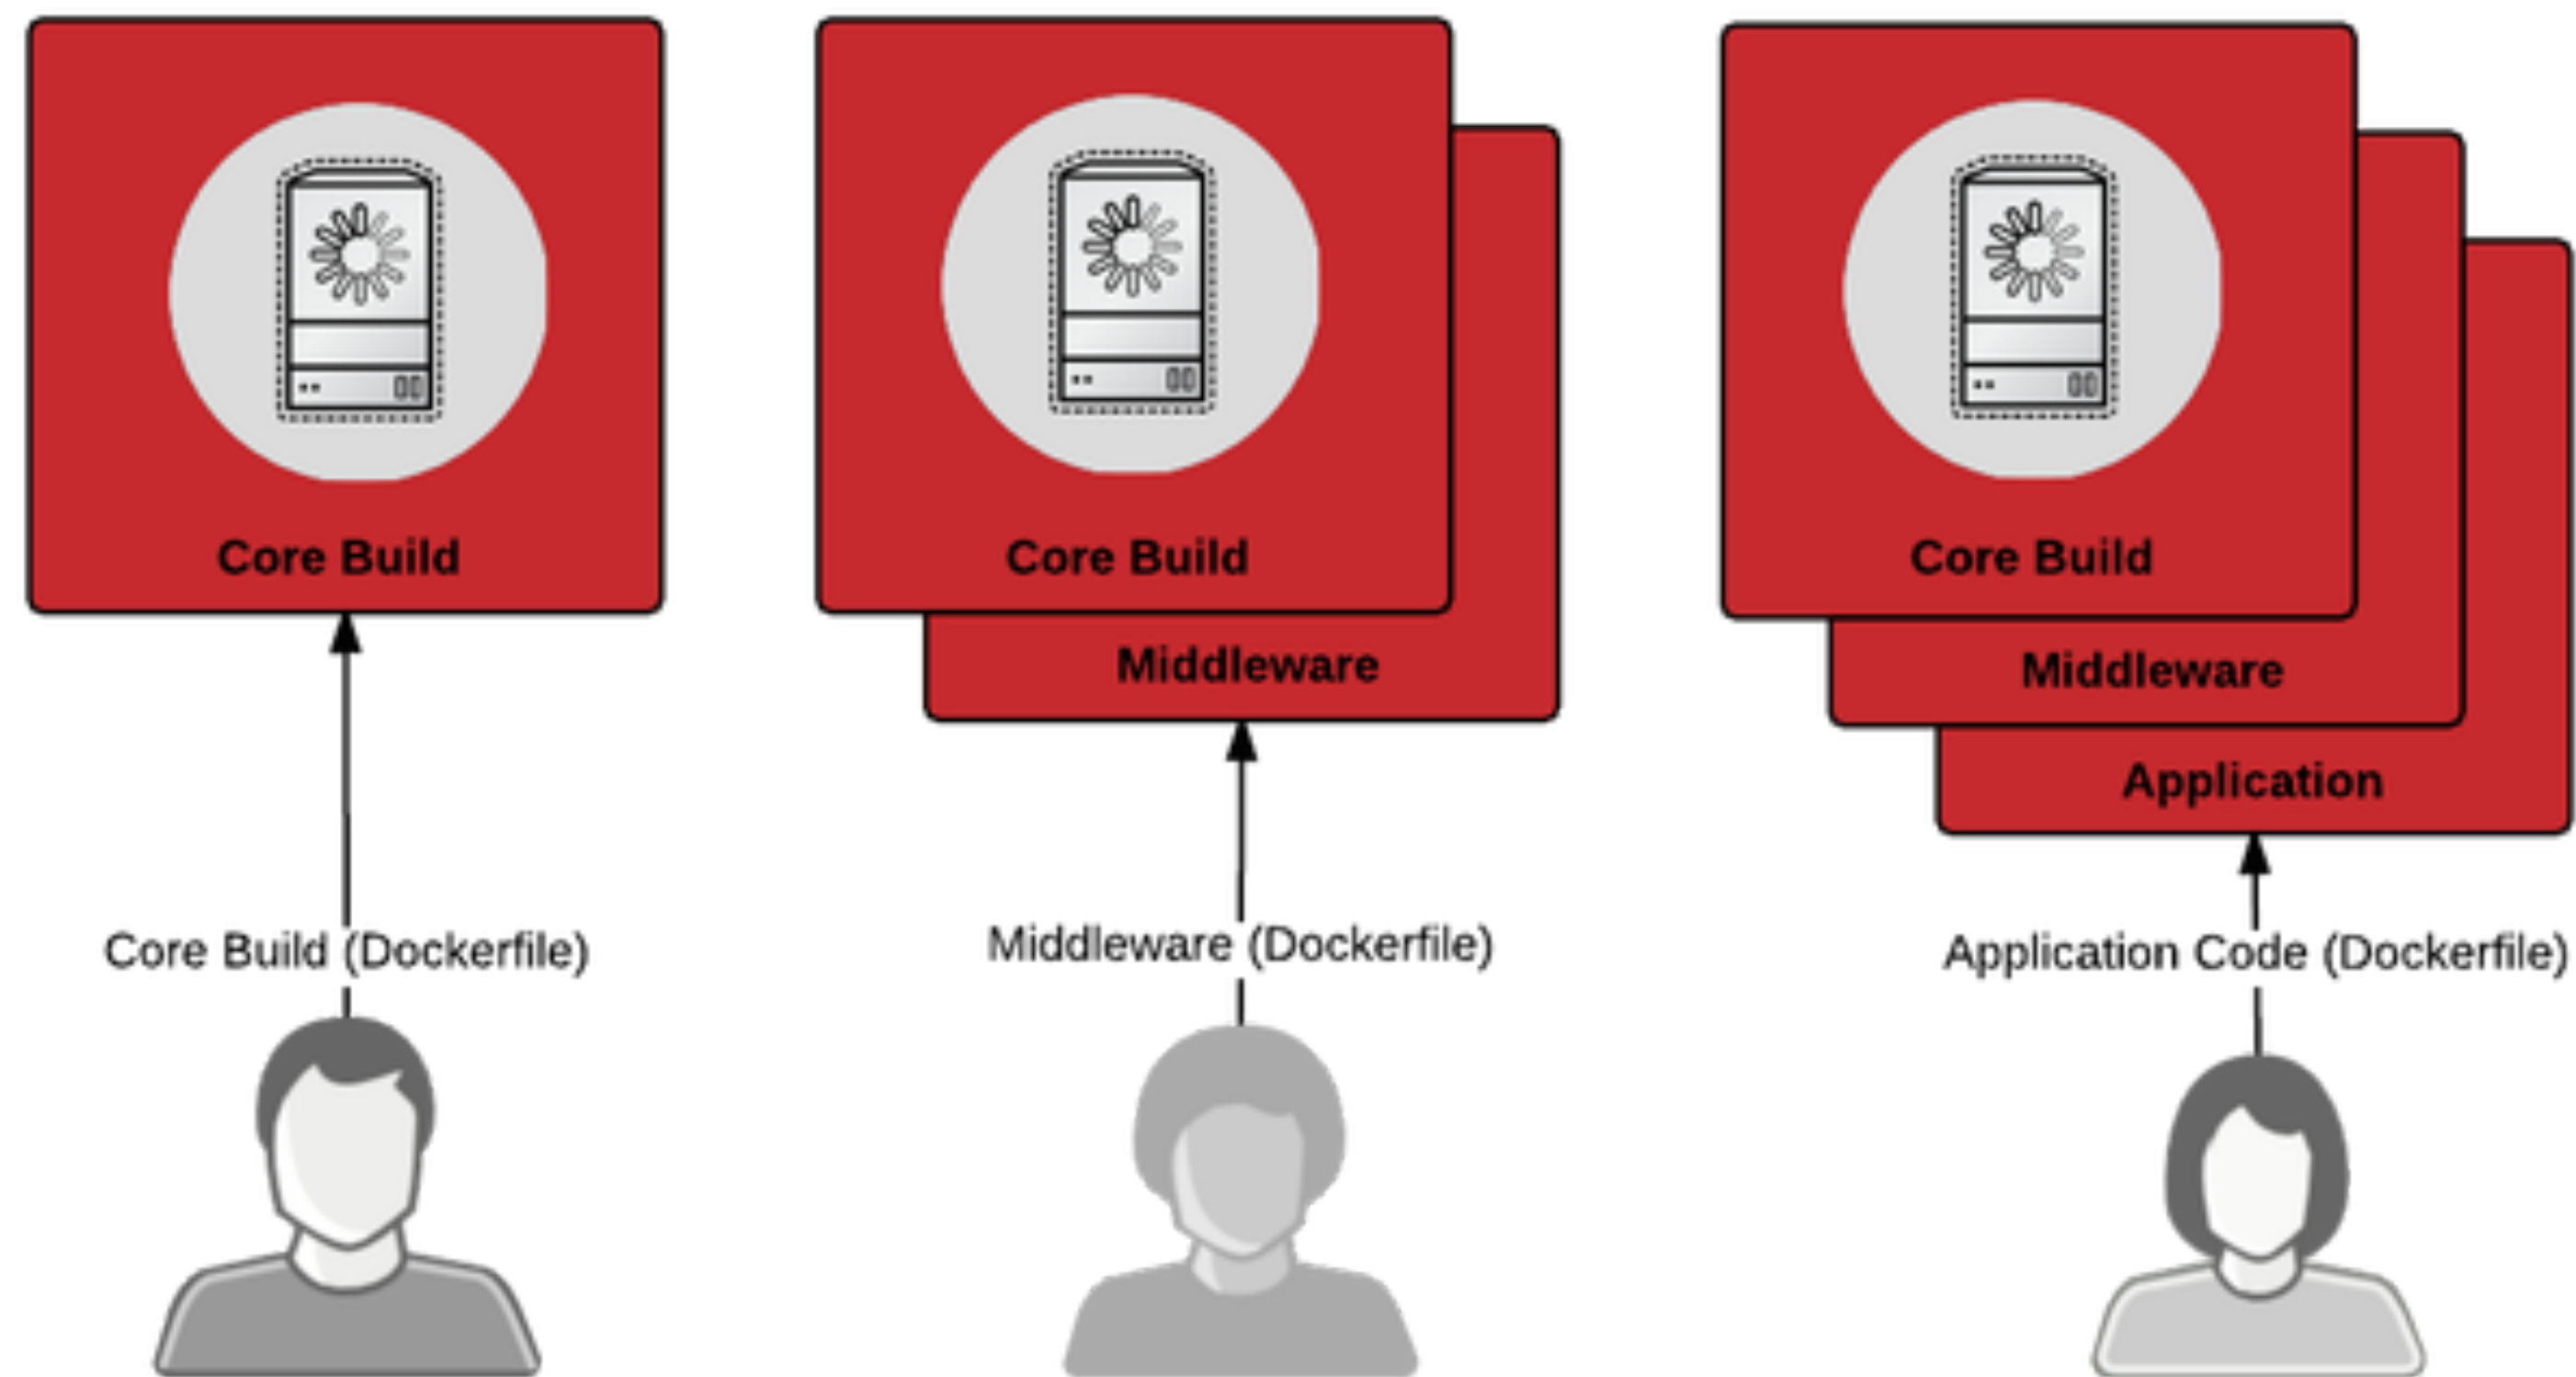 Core Build
Core Build
Middleware
Core Build
Middleware
Application
Core Build (Dockerfile)
Middleware (Dockerfile)
Application Code (Dockerfile)